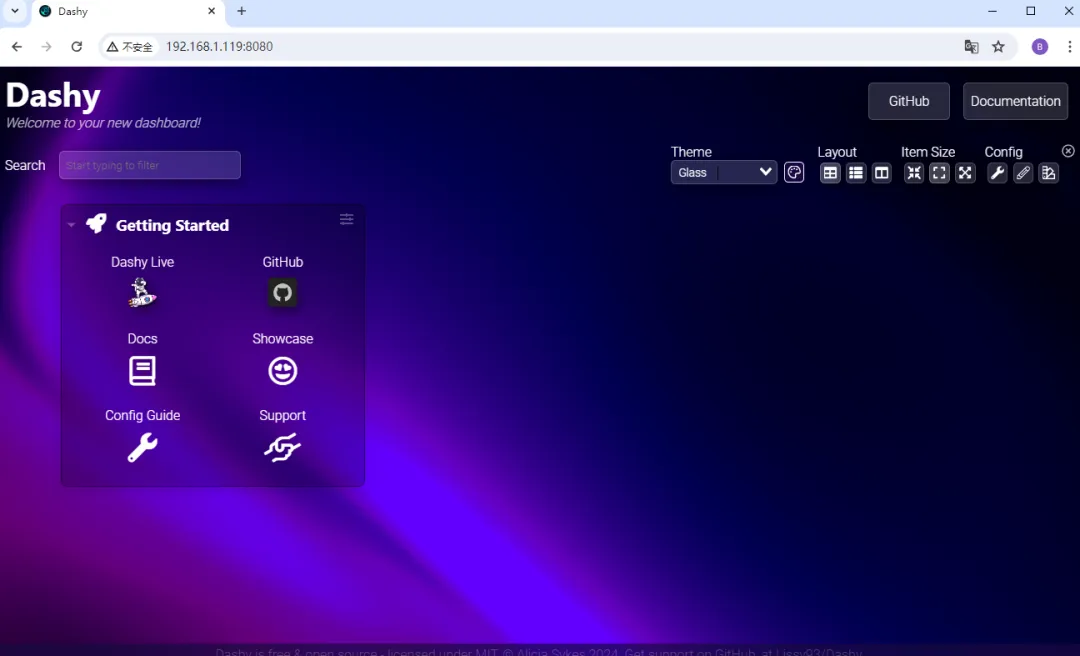 Dashy
不安全 192.168.1.119:8080
B
Dashy
GitHub Documentation
Welcome to your new dashboard!
Search Start typing to filter
Theme Layout Item Size Config
Glass
Getting Started
Dashy Live GitHub
Docs Showcase
Config Guide Support
Dashy is free & open source - licensed under MIT, © Alicia Sykes 2024. Get support on GitHub, at Lissy93/Dashy